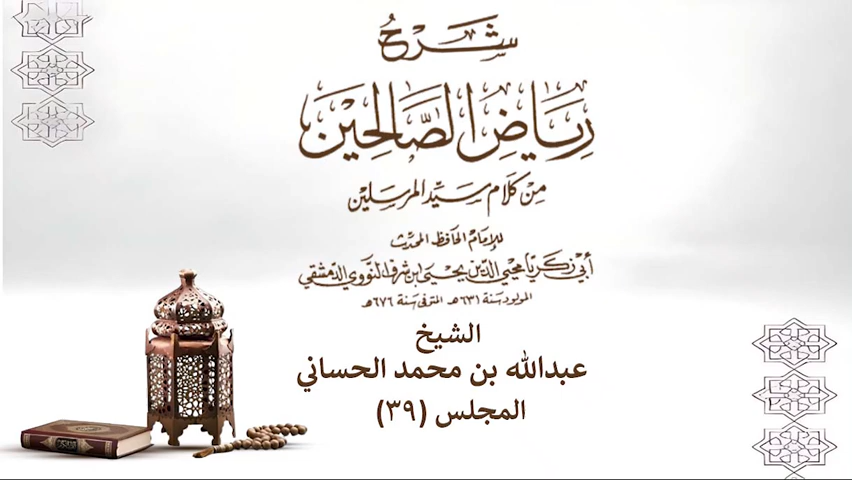 شرح
رياض الصالحين
من كلام سيد المرسلين
للإمام الحافظ المحدث
أبي زكريا محيي الدين يحيى ابن شرف النووي الدمشقي
المولود سنة ٦٣١هـ المتوفى سنة ٦٧٦هـ
الشيخ
عبدالله بن محمد الحساني
المجلس (٣٩)